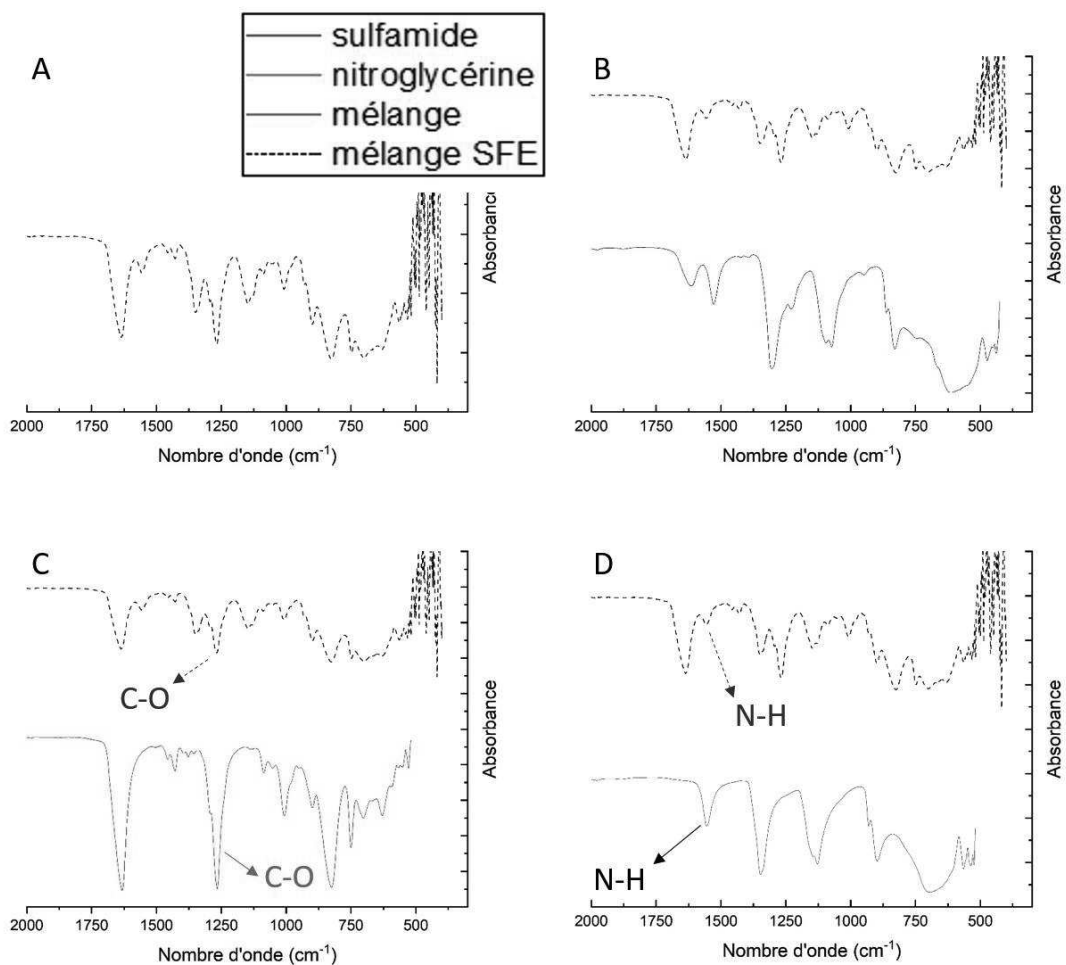 A
sulfamide
nitroglycérine
mélange
mélange SFE
2000 1750 1500 1250 1000 750 500
Nombre d'onde (cm⁻¹)
Absorbance
B
2000 1750 1500 1250 1000 750 500
Nombre d'onde (cm⁻¹)
Absorbance
C
C-O
C-O
2000 1750 1500 1250 1000 750 500
Nombre d'onde (cm⁻¹)
Absorbance
D
N-H
N-H
2000 1750 1500 1250 1000 750 500
Nombre d'onde (cm⁻¹)
Absorbance